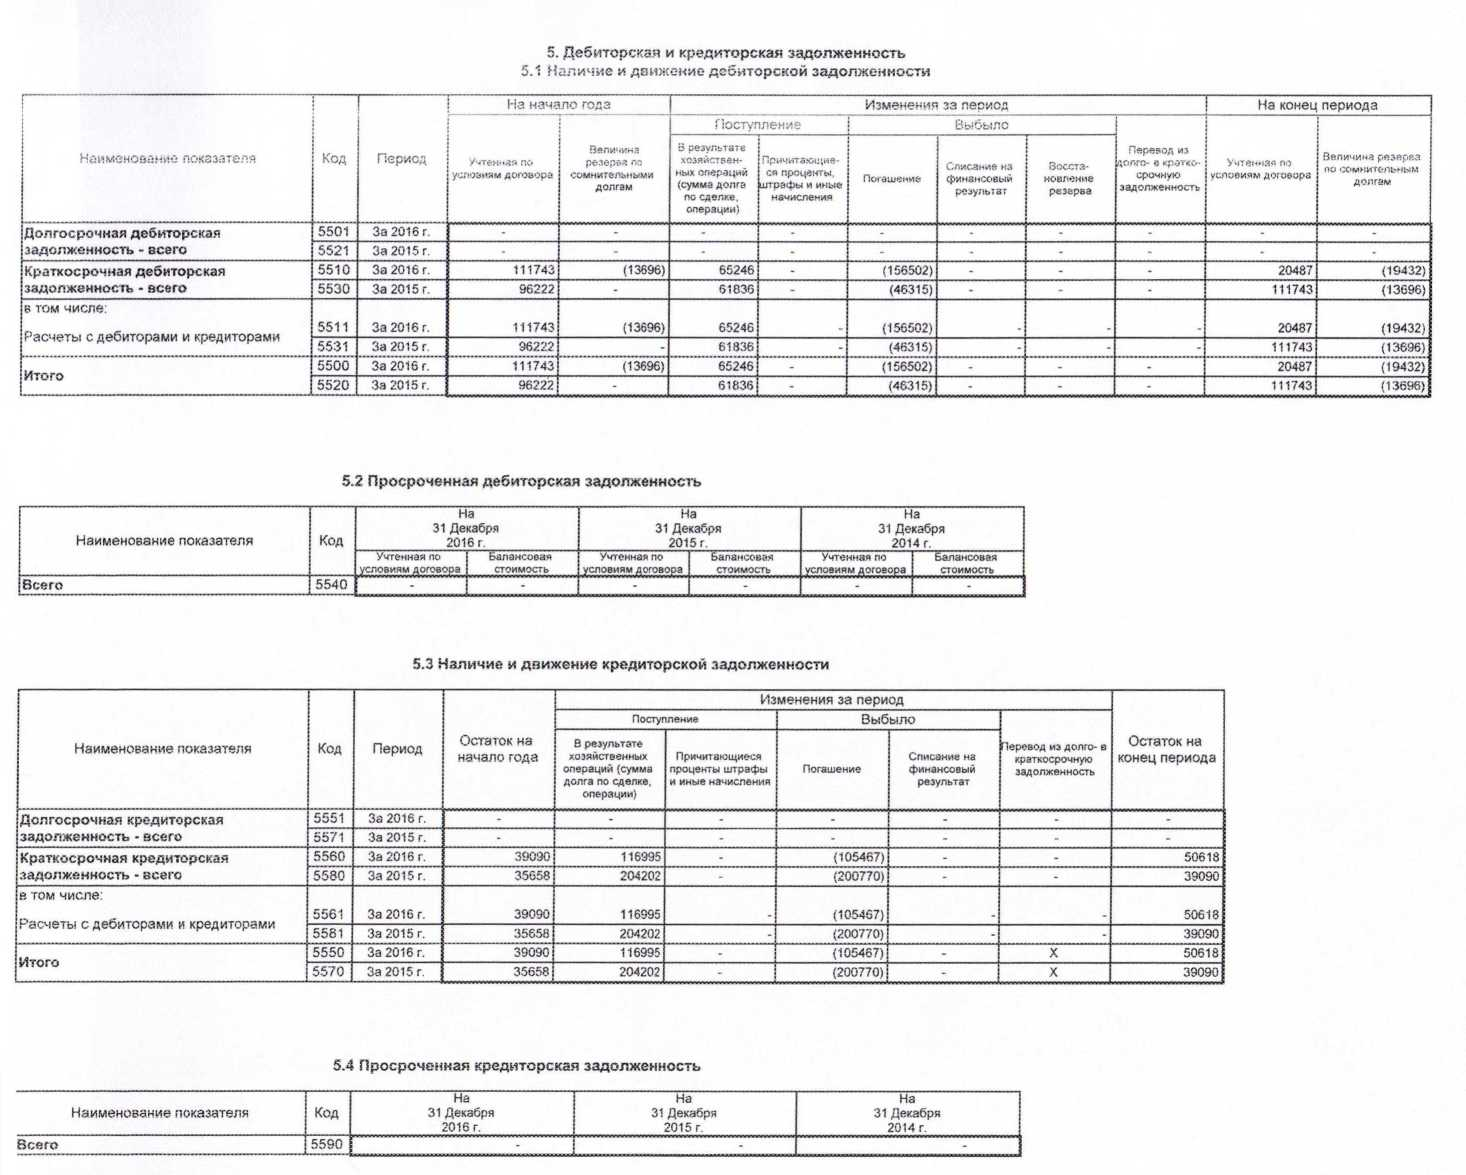 5. Дебиторская и кредиторская задолженность
5.1 Наличие и движение дебиторской задолженности
Наименование показателя Код Период На начало года Изменения за период На конец периода
Поступление Выбыло Перевод из долго- в кратко-срочную задолженность
Учтенная по условиям договора Величина резерва по сомнительными долгам В результате хозяйствен-ных операций (сумма долга по сделке, операции) Причитающие-ся проценты, штрафы и иные начисления Погашение Списание на финансовый результат Восста-новление резерва Учтенная по условиям договора Величина резерва по сомнительным долгам
Долгосрочная дебиторская задолженность - всего 5501 За 2016 г. - - - - - - - - - -
5521 За 2015 г. - - - - - - - - - -
Краткосрочная дебиторская задолженность - всего 5510 За 2016 г. 111743 (13696) 65246 - (156502) - - - 20487 (19432)
5530 За 2015 г. 96222 - 61836 - (46315) - - - 111743 (13696)
в том числе:
Расчеты с дебиторами и кредиторами 5511 За 2016 г. 111743 (13696) 65246 - (156502) - - - 20487 (19432)
5531 За 2015 г. 96222 - 61836 - (46315) - - - 111743 (13696)
Итого 5500 За 2016 г. 111743 (13696) 65246 - (156502) - - - 20487 (19432)
5520 За 2015 г. 96222 - 61836 - (46315) - - - 111743 (13696)
5.2 Просроченная дебиторская задолженность
Наименование показателя Код На 31 Декабря 2016 г. На 31 Декабря 2015 г. На 31 Декабря 2014 г.
Учтенная по условиям договора Балансовая стоимость Учтенная по условиям договора Балансовая стоимость Учтенная по условиям договора Балансовая стоимость
Всего 5540 - - - - - -
5.3 Наличие и движение кредиторской задолженности
Наименование показателя Код Период Остаток на начало года Изменения за период Остаток на конец периода
Поступление Выбыло Перевод из долго- в краткосрочную задолженность
В результате хозяйственных операций (сумма долга по сделке, операции) Причитающиеся проценты штрафы и иные начисления Погашение Списание на финансовый результат
Долгосрочная кредиторская задолженность - всего 5551 За 2016 г. - - - - - - -
5571 За 2015 г. - - - - - - -
Краткосрочная кредиторская задолженность - всего 5560 За 2016 г. 39090 116995 - (105467) - - 50618
5580 За 2015 г. 35658 204202 - (200770) - - 39090
в том числе:
Расчеты с дебиторами и кредиторами 5561 За 2016 г. 39090 116995 - (105467) - - 50618
5581 За 2015 г. 35658 204202 - (200770) - - 39090
Итого 5550 За 2016 г. 39090 116995 - (105467) - X 50618
5570 За 2015 г. 35658 204202 - (200770) - X 39090
5.4 Просроченная кредиторская задолженность
Наименование показателя Код На 31 Декабря 2016 г. На 31 Декабря 2015 г. На 31 Декабря 2014 г.
Всего 5590 - - -